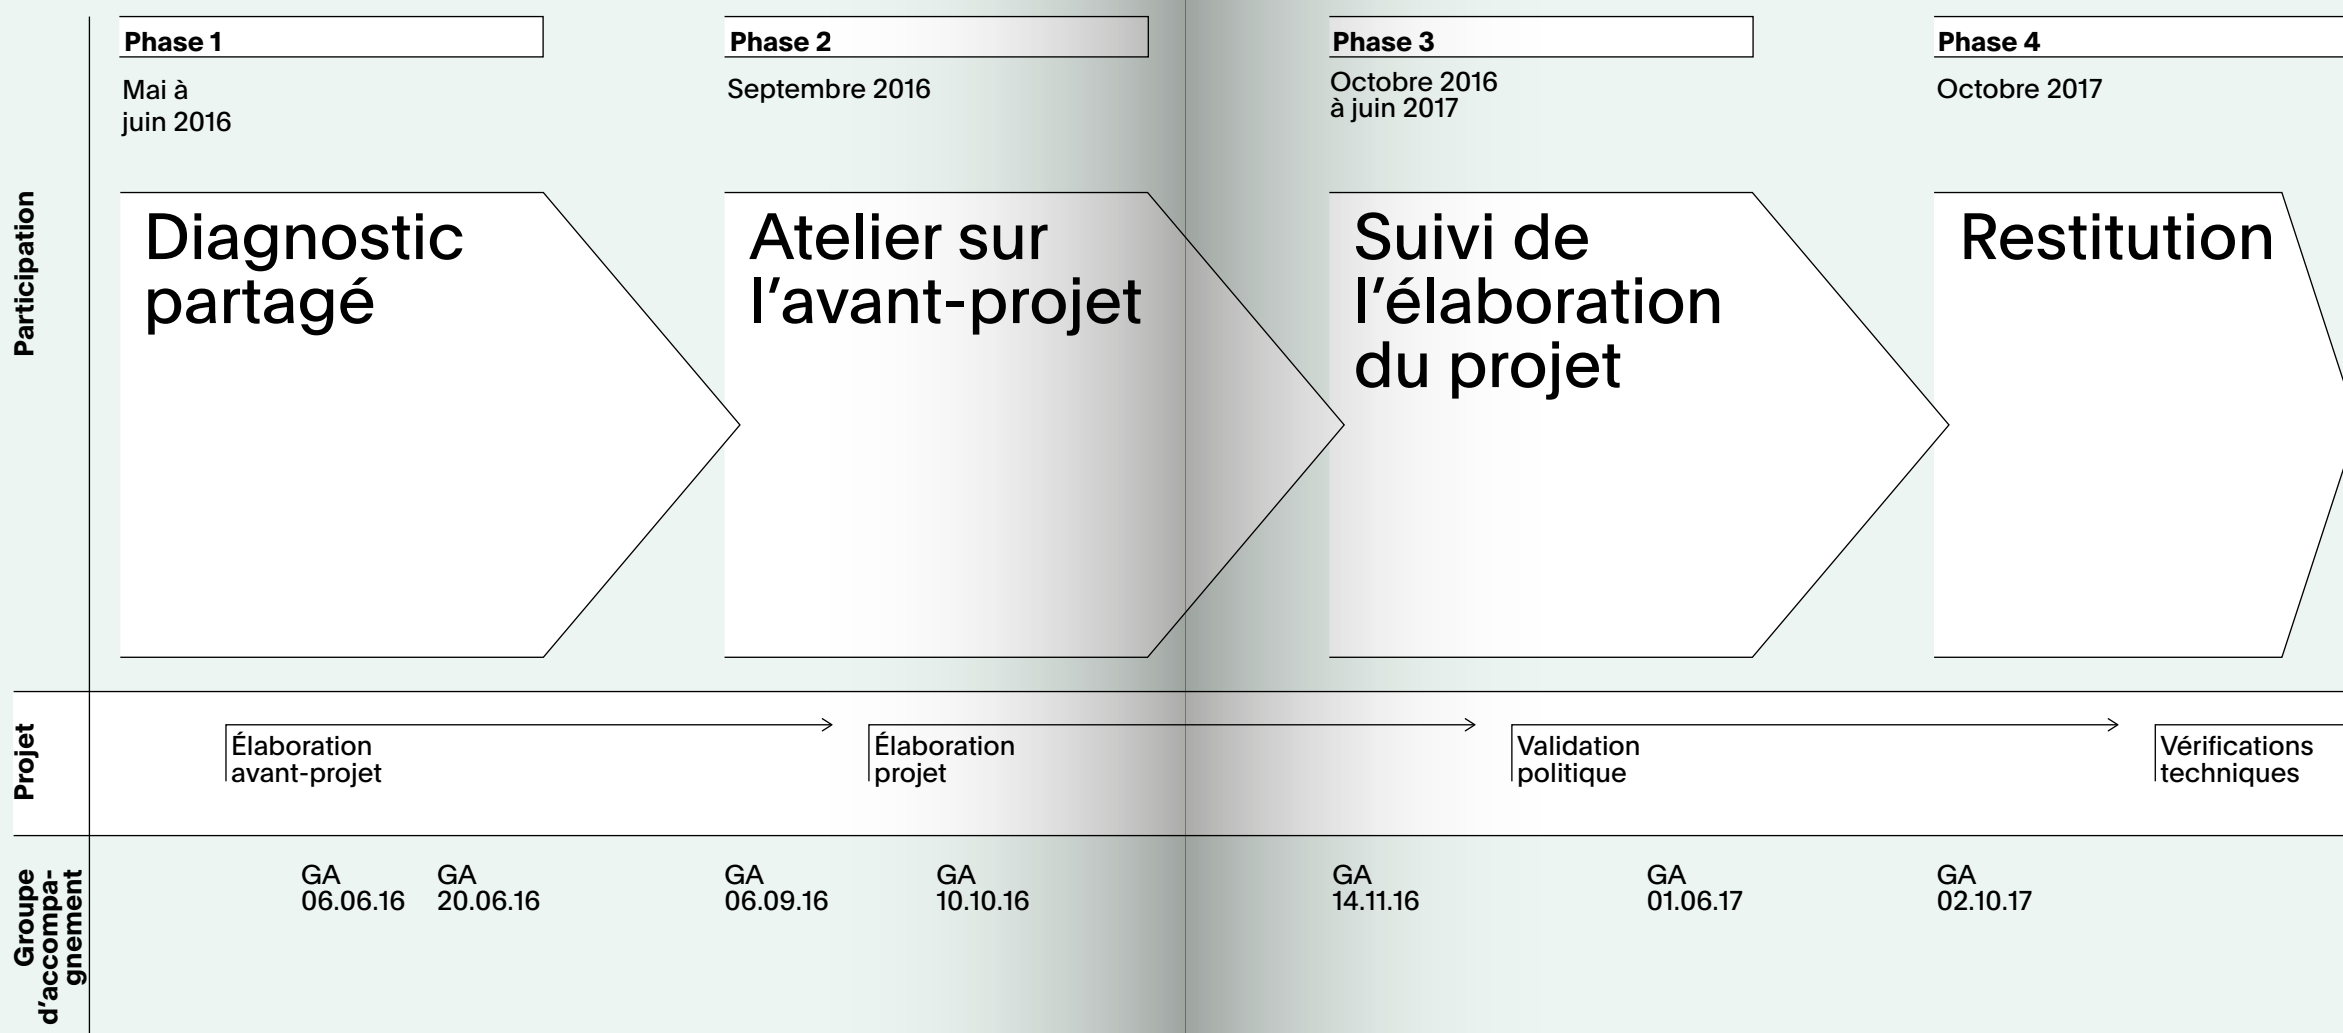 Phase 1
Mai à
juin 2016
Phase 2
Septembre 2016
Phase 3
Octobre 2016
à juin 2017
Phase 4
Octobre 2017
Participation
Diagnostic
partagé
Atelier sur
l’avant-projet
Suivi de
l’élaboration
du projet
Restitution
Projet
Élaboration
avant-projet
Élaboration
projet
Validation
politique
Vérifications
techniques
Groupe
d’accompa-
gnement
GA
06.06.16
GA
20.06.16
GA
06.09.16
GA
10.10.16
GA
14.11.16
GA
01.06.17
GA
02.10.17